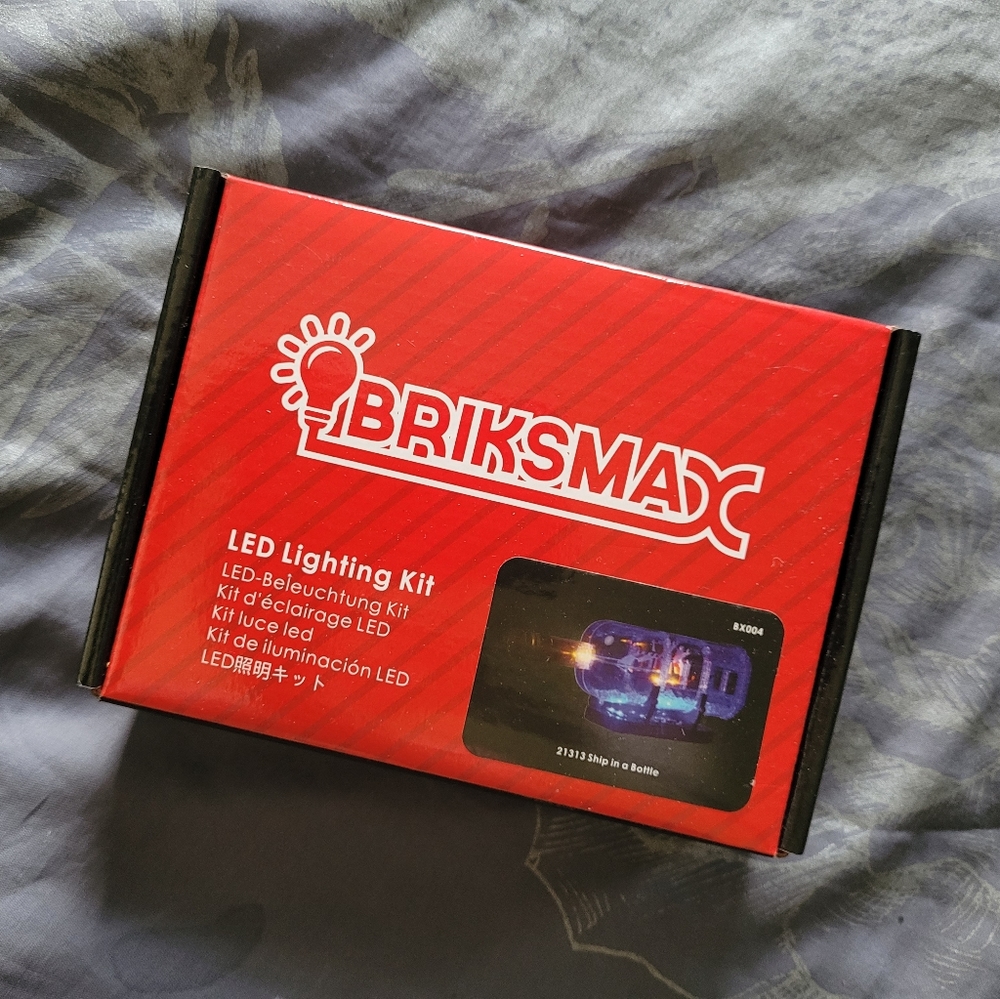 BRIKSMAX
LED Lighting Kit
LED-Beleuchtung Kit
Kit d'éclairage LED
Kit luce led
Kit de iluminación LED
LED照明キット
BX004
21313 Ship in a Bottle